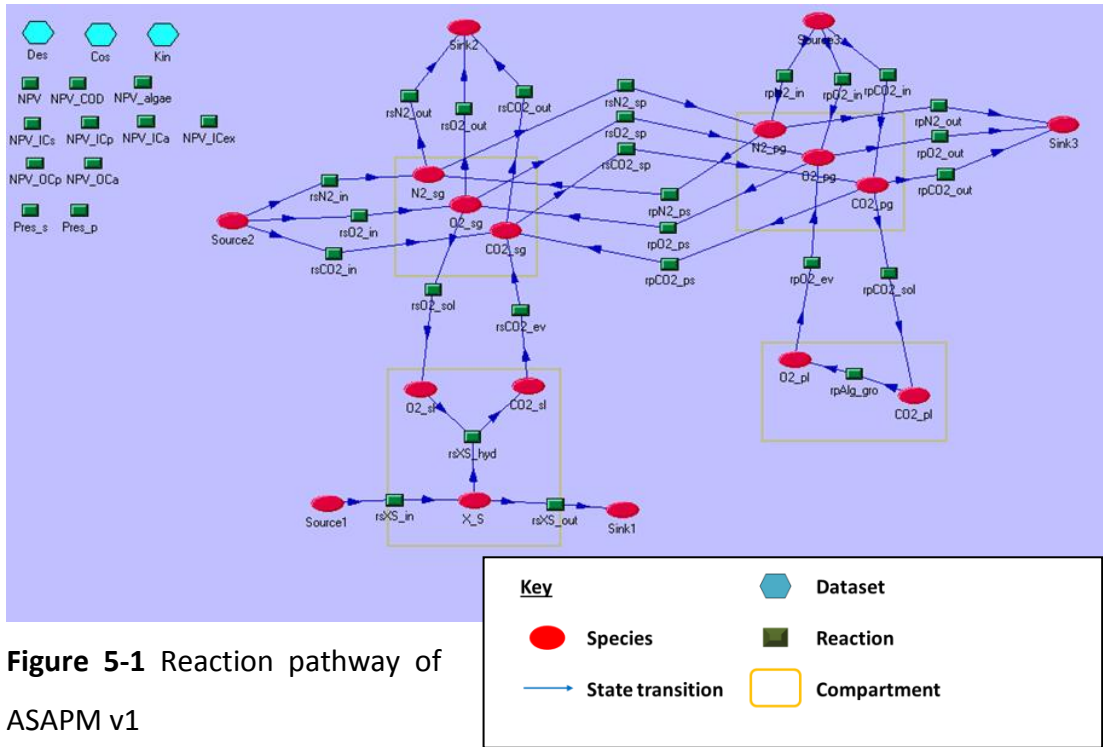 Des Cos Kin
NPV NPV_COD NPV_algae
NPV_ICs NPV_ICp NPV_ICa NPV_ICex
NPV_OCp NPV_OCa
Pres_s Pres_p
Sink2
Source3
rsN2_out rsO2_out rsCO2_out
rsN2_sp
rsO2_sp
rsCO2_sp
rpN2_in rpO2_in rpCO2_in
rpN2_out
rpO2_out
rpCO2_out
Sink3
N2_pg
O2_pg
CO2_pg
N2_sg
O2_sg
CO2_sg
Source2
rsN2_in
rsO2_in
rsCO2_in
rpN2_ps
rpO2_ps
rpCO2_ps
rsO2_sol
rsCO2_ev
rpO2_ev
rpCO2_sol
O2_pl
rpAlg_gro
CO2_pl
O2_sl
CO2_sl
rsXS_hyd
Source1
rsXS_in
X_S
rsXS_out
Sink1
Key
Dataset
Species
Reaction
State transition
Compartment
Figure 5-1 Reaction pathway of
ASAPM v1